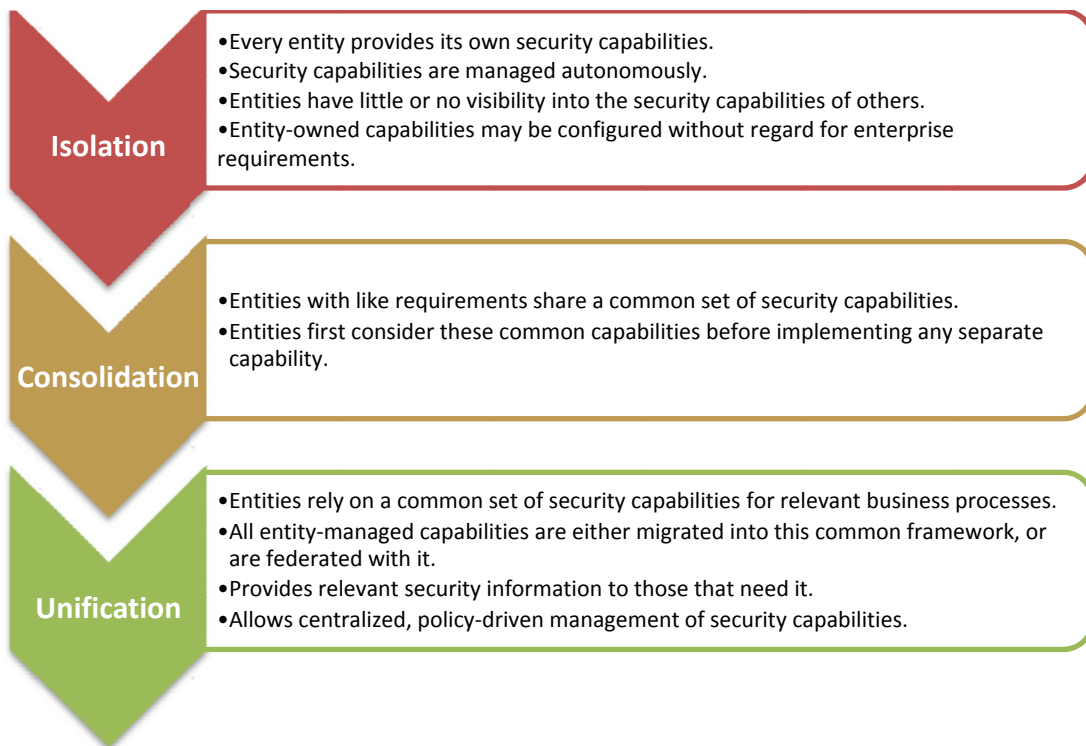 Isolation
•Every entity provides its own security capabilities.
•Security capabilities are managed autonomously.
•Entities have little or no visibility into the security capabilities of others.
•Entity-owned capabilities may be configured without regard for enterprise
requirements.
Consolidation
•Entities with like requirements share a common set of security capabilities.
•Entities first consider these common capabilities before implementing any separate
capability.
Unification
•Entities rely on a common set of security capabilities for relevant business processes.
•All entity-managed capabilities are either migrated into this common framework, or
are federated with it.
•Provides relevant security information to those that need it.
•Allows centralized, policy-driven management of security capabilities.